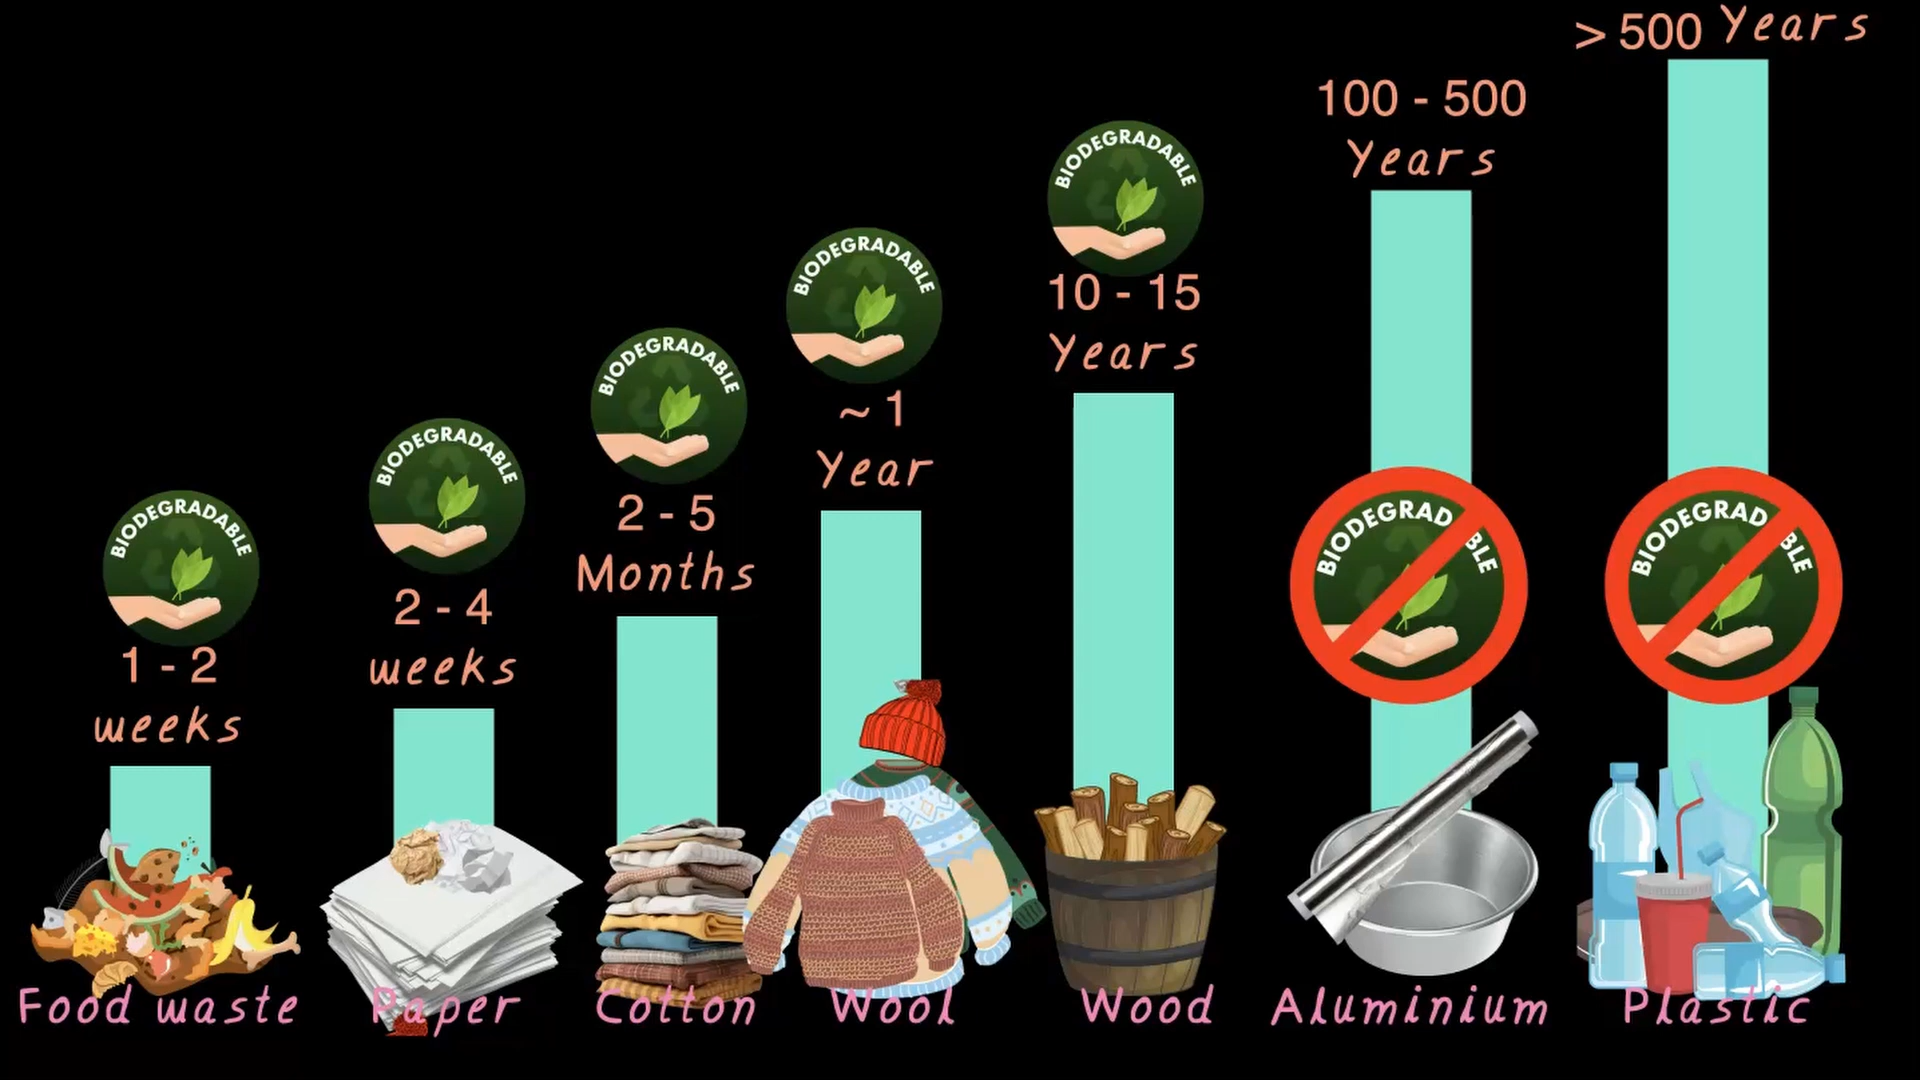 > 500 Years
100 - 500
Years
BIODEGRADABLE
10 - 15
Years
BIODEGRADABLE
~ 1
Year
BIODEGRADABLE
2 - 5
Months
BIODEGRADABLE
2 - 4
weeks
BIODEGRADABLE
1 - 2
weeks
BIODEGRAD BLE
BIODEGRAD BLE
Food waste
Paper
Cotton
Wool
Wood
Aluminium
Plastic